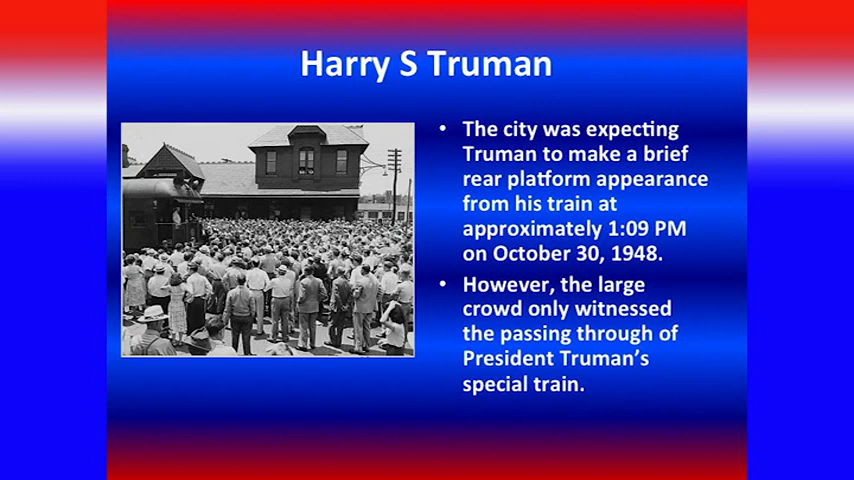 Harry S Truman
• The city was expecting
Truman to make a brief
rear platform appearance
from his train at
approximately 1:09 PM
on October 30, 1948.
• However, the large
crowd only witnessed
the passing through of
President Truman's
special train.